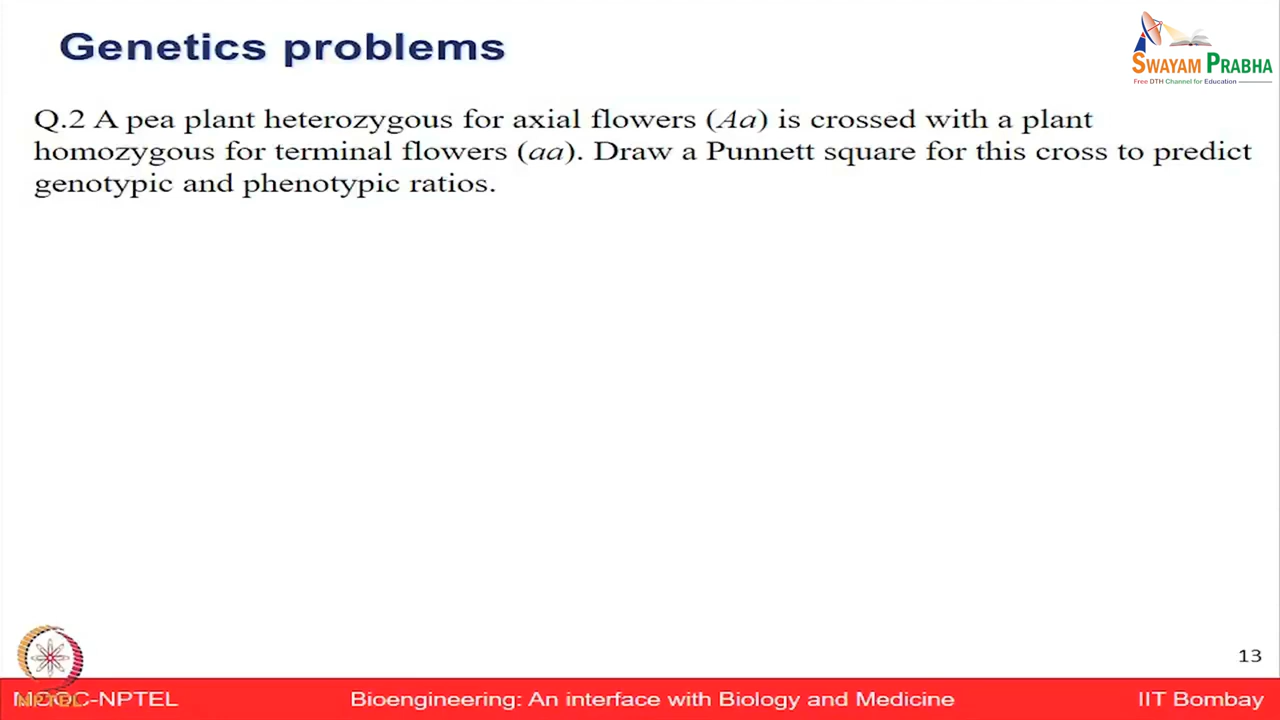 Genetics problems
SWAYAM PRABHA
Free DTH Channel for Education
Q.2 A pea plant heterozygous for axial flowers (Aa) is crossed with a plant
homozygous for terminal flowers (aa). Draw a Punnett square for this cross to predict
genotypic and phenotypic ratios.
13
NPTEL
MOOC-NPTEL
Bioengineering: An interface with Biology and Medicine
IIT Bombay